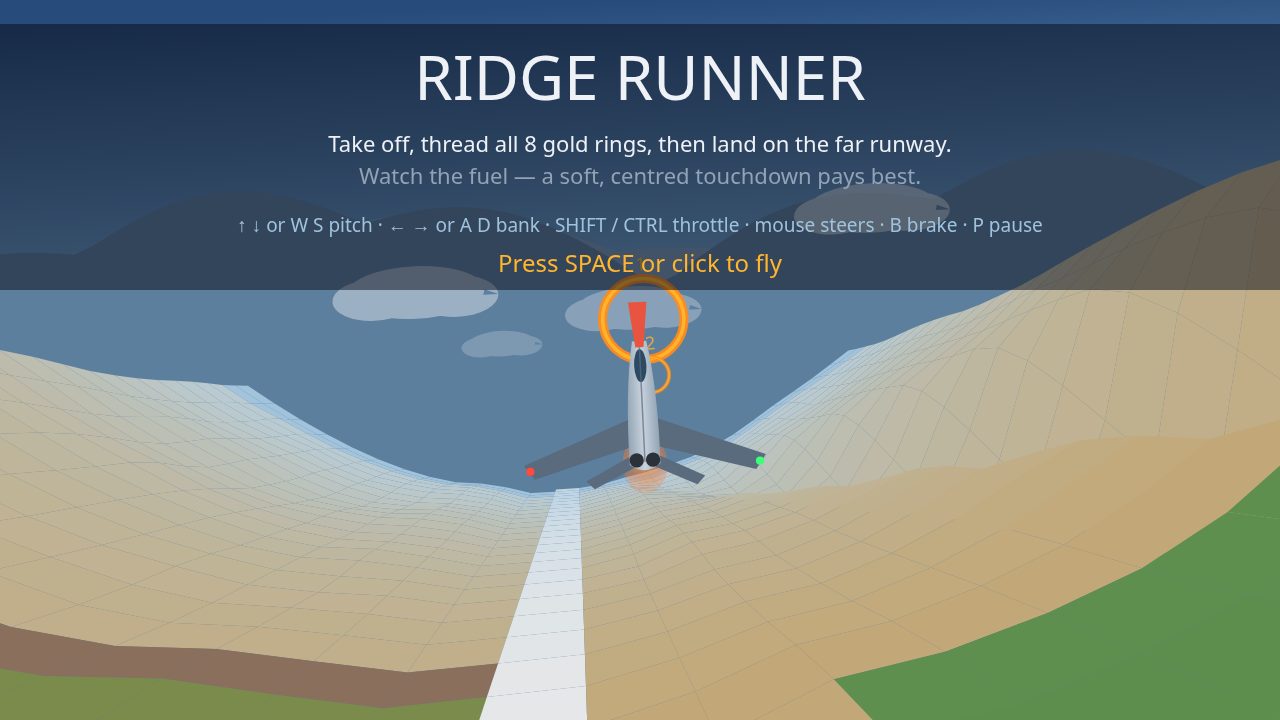 RIDGE RUNNER
Take off, thread all 8 gold rings, then land on the far runway.
Watch the fuel — a soft, centred touchdown pays best.
↑ ↓ or W S pitch · ← → or A D bank · SHIFT / CTRL throttle · mouse steers · B brake · P pause
Press SPACE or click to fly
2